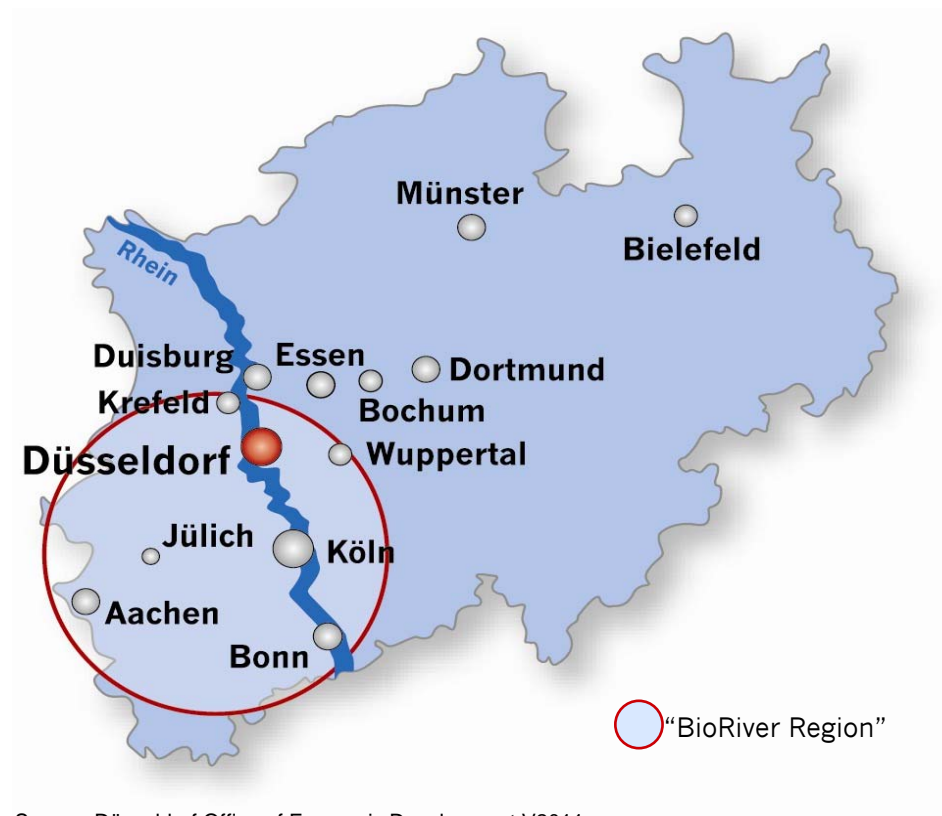 Münster
Bielefeld
Rhein
Duisburg
Essen
Dortmund
Krefeld
Bochum
Düsseldorf
Wuppertal
Jülich
Köln
Aachen
Bonn
"BioRiver Region"